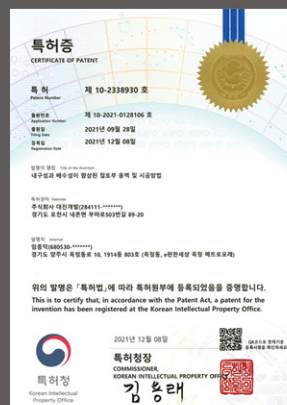 특허증
CERTIFICATE OF PATENT
특 허 제 10-2338930 호
Patent Number
출원번호 제 10-2021-0128106 호
Application Number
출원일 2021년 09월 28일
Filing Date
등록일 2021년 12월 08일
Registration Date
발명의 명칭 Title of the Invention
내구성과 배수성이 향상된 절토부 옹벽 및 시공방법
특허권자 Patentee
주식회사 대진개발(284111-******)
경기도 포천시 내촌면 부마로503번길 89-20
발명자 Inventor
임종덕(680530-******)
경기도 양주시 옥정동로 10, 1914동 803호 (옥정동, e편한세상 옥정 메트로포레)
위의 발명은 「특허법」에 따라 특허원부에 등록되었음을 증명합니다.
This is to certify that, in accordance with the Patent Act, a patent for the
invention has been registered at the Korean Intellectual Property Office.
2021년 12월 08일
특허청장
COMMISSIONER,
KOREAN INTELLECTUAL PROPERTY OFFICE
김용래
특허청
Korean Intellectual
Property Office